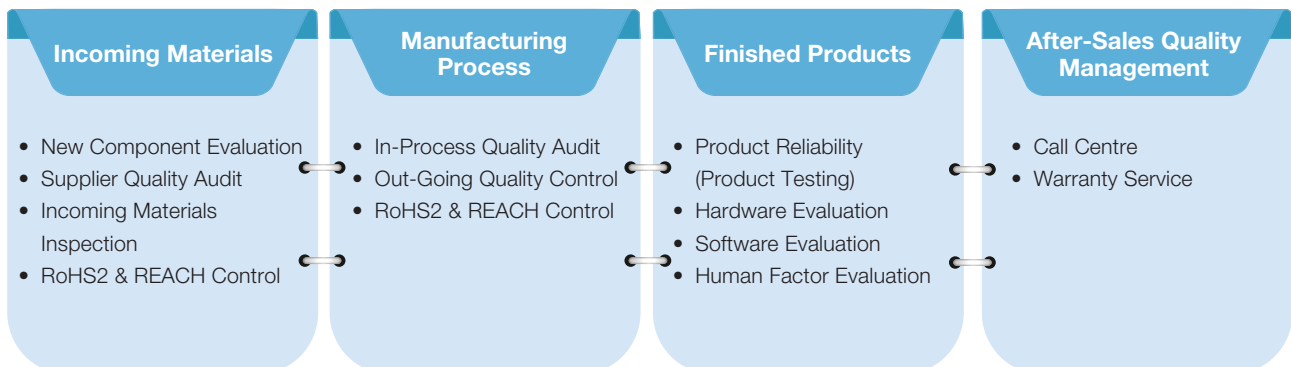 Incoming Materials
• New Component Evaluation
• Supplier Quality Audit
• Incoming Materials
Inspection
• RoHS2 & REACH Control
Manufacturing
Process
• In-Process Quality Audit
• Out-Going Quality Control
• RoHS2 & REACH Control
Finished Products
• Product Reliability
(Product Testing)
• Hardware Evaluation
• Software Evaluation
• Human Factor Evaluation
After-Sales Quality
Management
• Call Centre
• Warranty Service